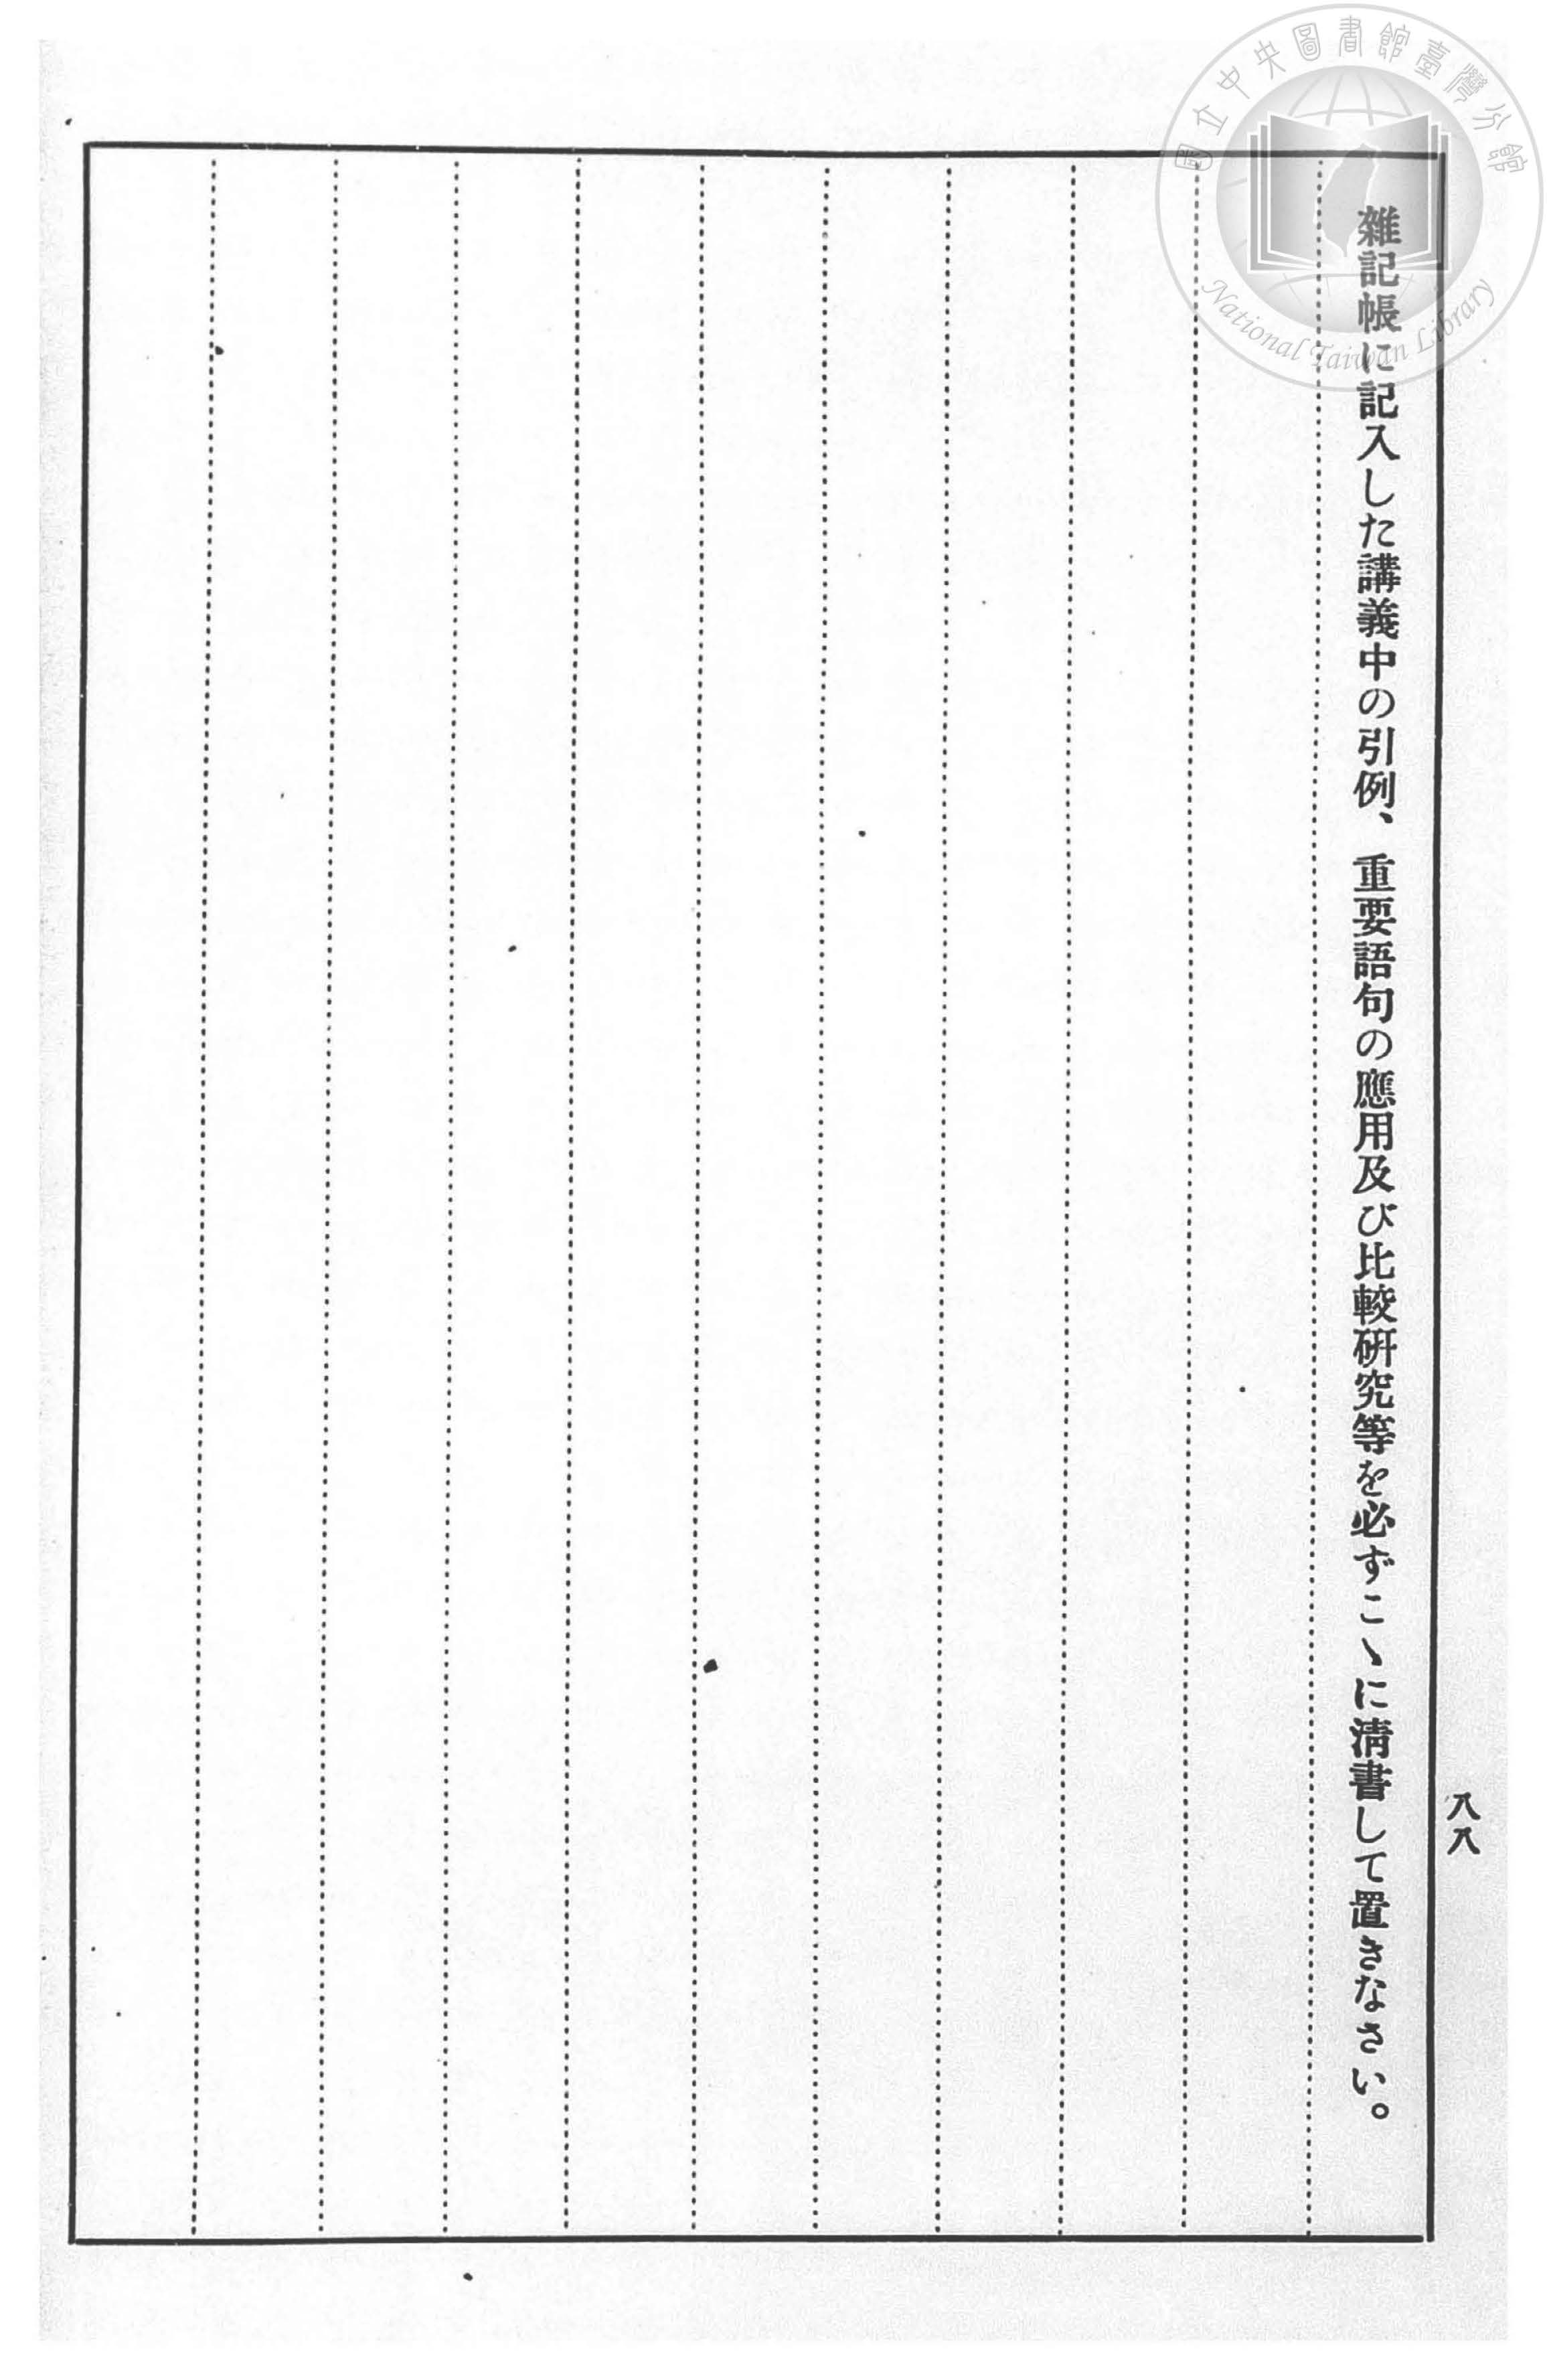 雜記帳に記入した講義中の引例、重要語句の應用及び比較硏究等を必ずこゝに淸書して置きなさい。
八八
國立中央圖書館臺灣分館
National Taiwan Library